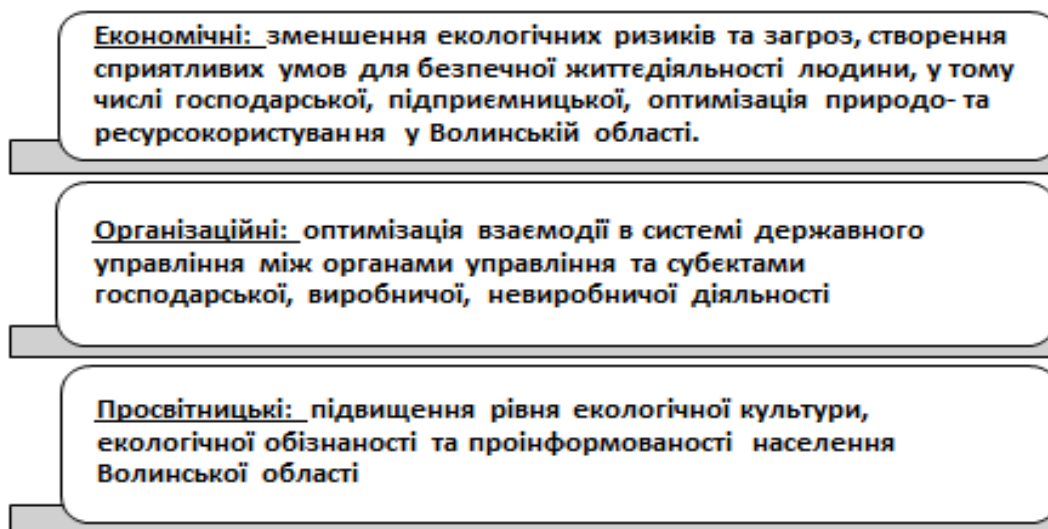 Економічні: зменшення екологічних ризиків та загроз, створення
сприятливих умов для безпечної життєдіяльності людини, у тому
числі господарської, підприємницької, оптимізація природо- та
ресурсокористування у Волинській області.
Організаційні: оптимізація взаємодії в системі державного
управління між органами управління та субєктами
господарської, виробничої, невиробничої діяльності
Просвітницькі: підвищення рівня екологічної культури,
екологічної обізнаності та проінформованості населення
Волинської області